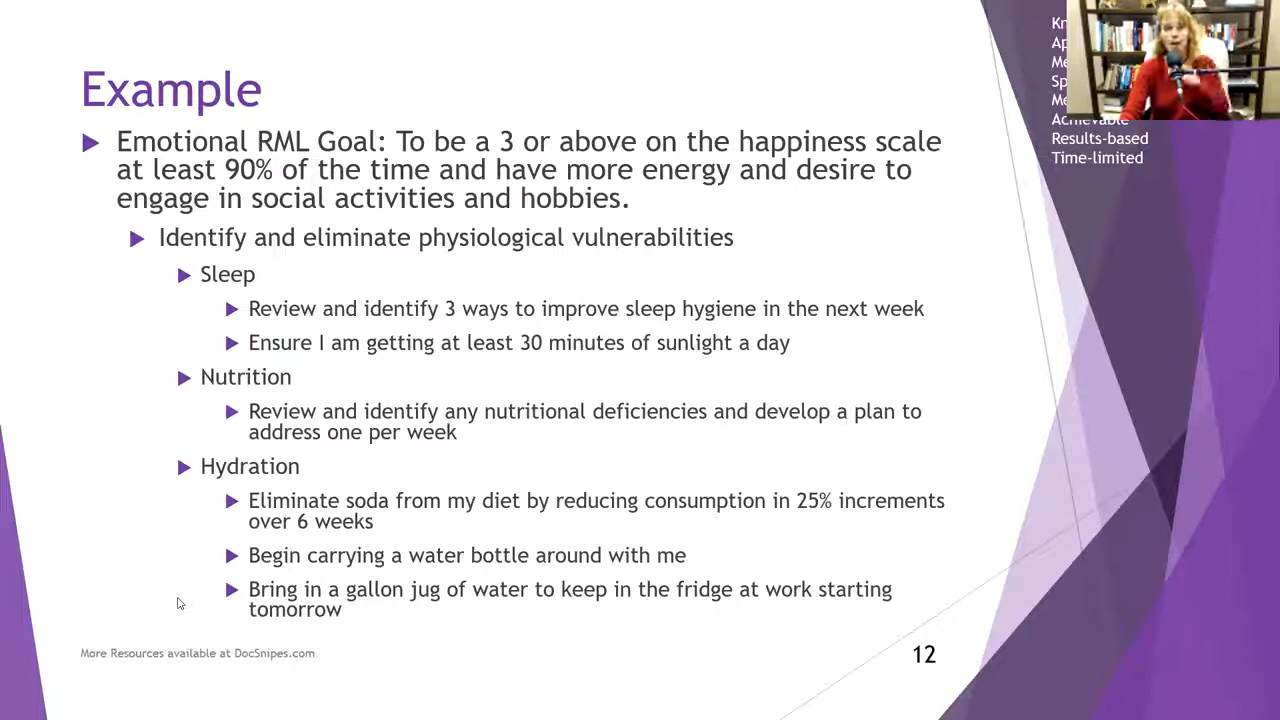 Example
Emotional RML Goal: To be a 3 or above on the happiness scale
at least 90% of the time and have more energy and desire to
engage in social activities and hobbies.
Identify and eliminate physiological vulnerabilities
Sleep
Review and identify 3 ways to improve sleep hygiene in the next week
Ensure I am getting at least 30 minutes of sunlight a day
Nutrition
Review and identify any nutritional deficiencies and develop a plan to
address one per week
Hydration
Eliminate soda from my diet by reducing consumption in 25% increments
over 6 weeks
Begin carrying a water bottle around with me
Bring in a gallon jug of water to keep in the fridge at work starting
tomorrow
More Resources available at DocSnipes.com
12
Achievable
Results-based
Time-limited